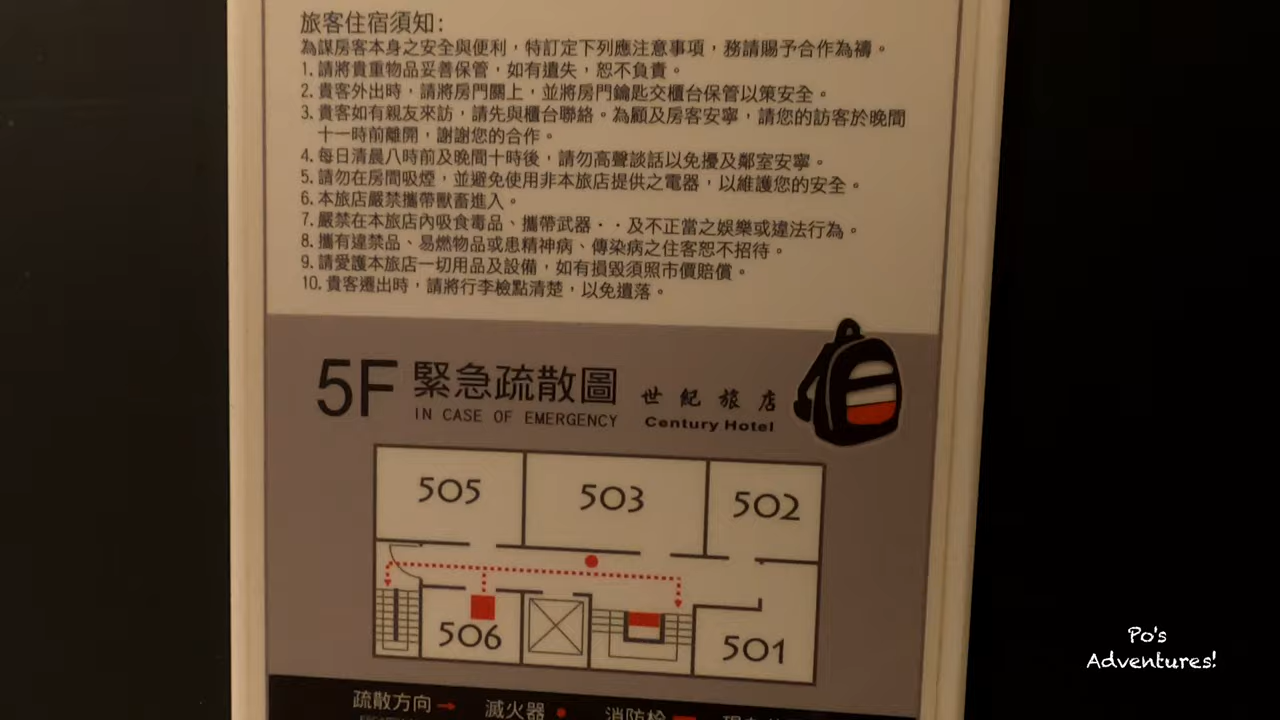 旅客住宿須知:
為謀房客本身之安全與便利，特訂定下列應注意事項，務請賜予合作為禱。
1. 請將貴重物品妥善保管，如有遺失，恕不負責。
2. 貴客外出時，請將房門關上，並將房門鑰匙交櫃台保管以策安全。
3. 貴客如有親友來訪，請先與櫃台聯絡。為顧及房客安寧，請您的訪客於晚間
十一時前離開，謝謝您的合作。
4. 每日清晨八時前及晚間十時後，請勿高聲談話以免擾及鄰室安寧。
5. 請勿在房間吸煙，並避免使用非本旅店提供之電器，以維護您的安全。
6. 本旅店嚴禁攜帶獸畜進入。
7. 嚴禁在本旅店內吸食毒品、攜帶武器．．及不正當之娛樂或違法行為。
8. 攜有違禁品、易燃物品或患精神病、傳染病之住客恕不招待。
9. 請愛護本旅店一切用品及設備，如有損毀須照市價賠償。
10. 貴客遷出時，請將行李檢點清楚，以免遺落。
5F 緊急疏散圖 世紀旅店
IN CASE OF EMERGENCY Century Hotel
505 503 502
506 501
疏散方向 滅火器 消防栓
Po's
Adventures!